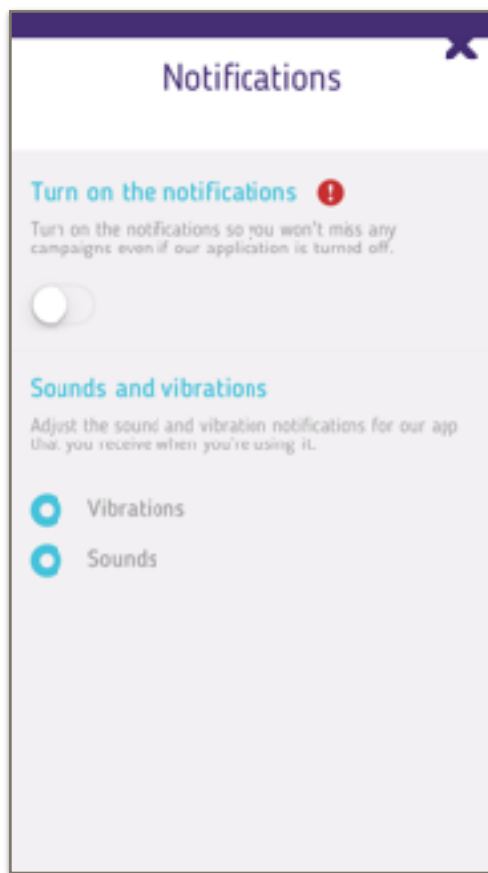 Notifications
Turn on the notifications
Turn on the notifications so you won't miss any
campaigns even if our application is turned off.
Sounds and vibrations
Adjust the sound and vibration notifications for our app
that you receive when you're using it.
Vibrations
Sounds